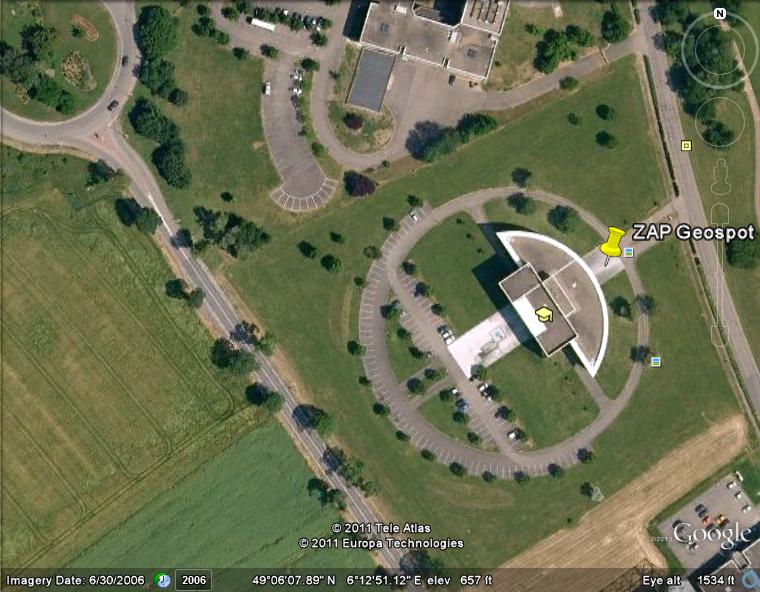 N
ZAP Geospot
© 2011 Tele Atlas
© 2011 Europa Technologies
©2011 Google
Imagery Date: 6/30/2006 2006 49°06'07.89" N 6°12'51.12" E elev 657 ft Eye alt 1534 ft